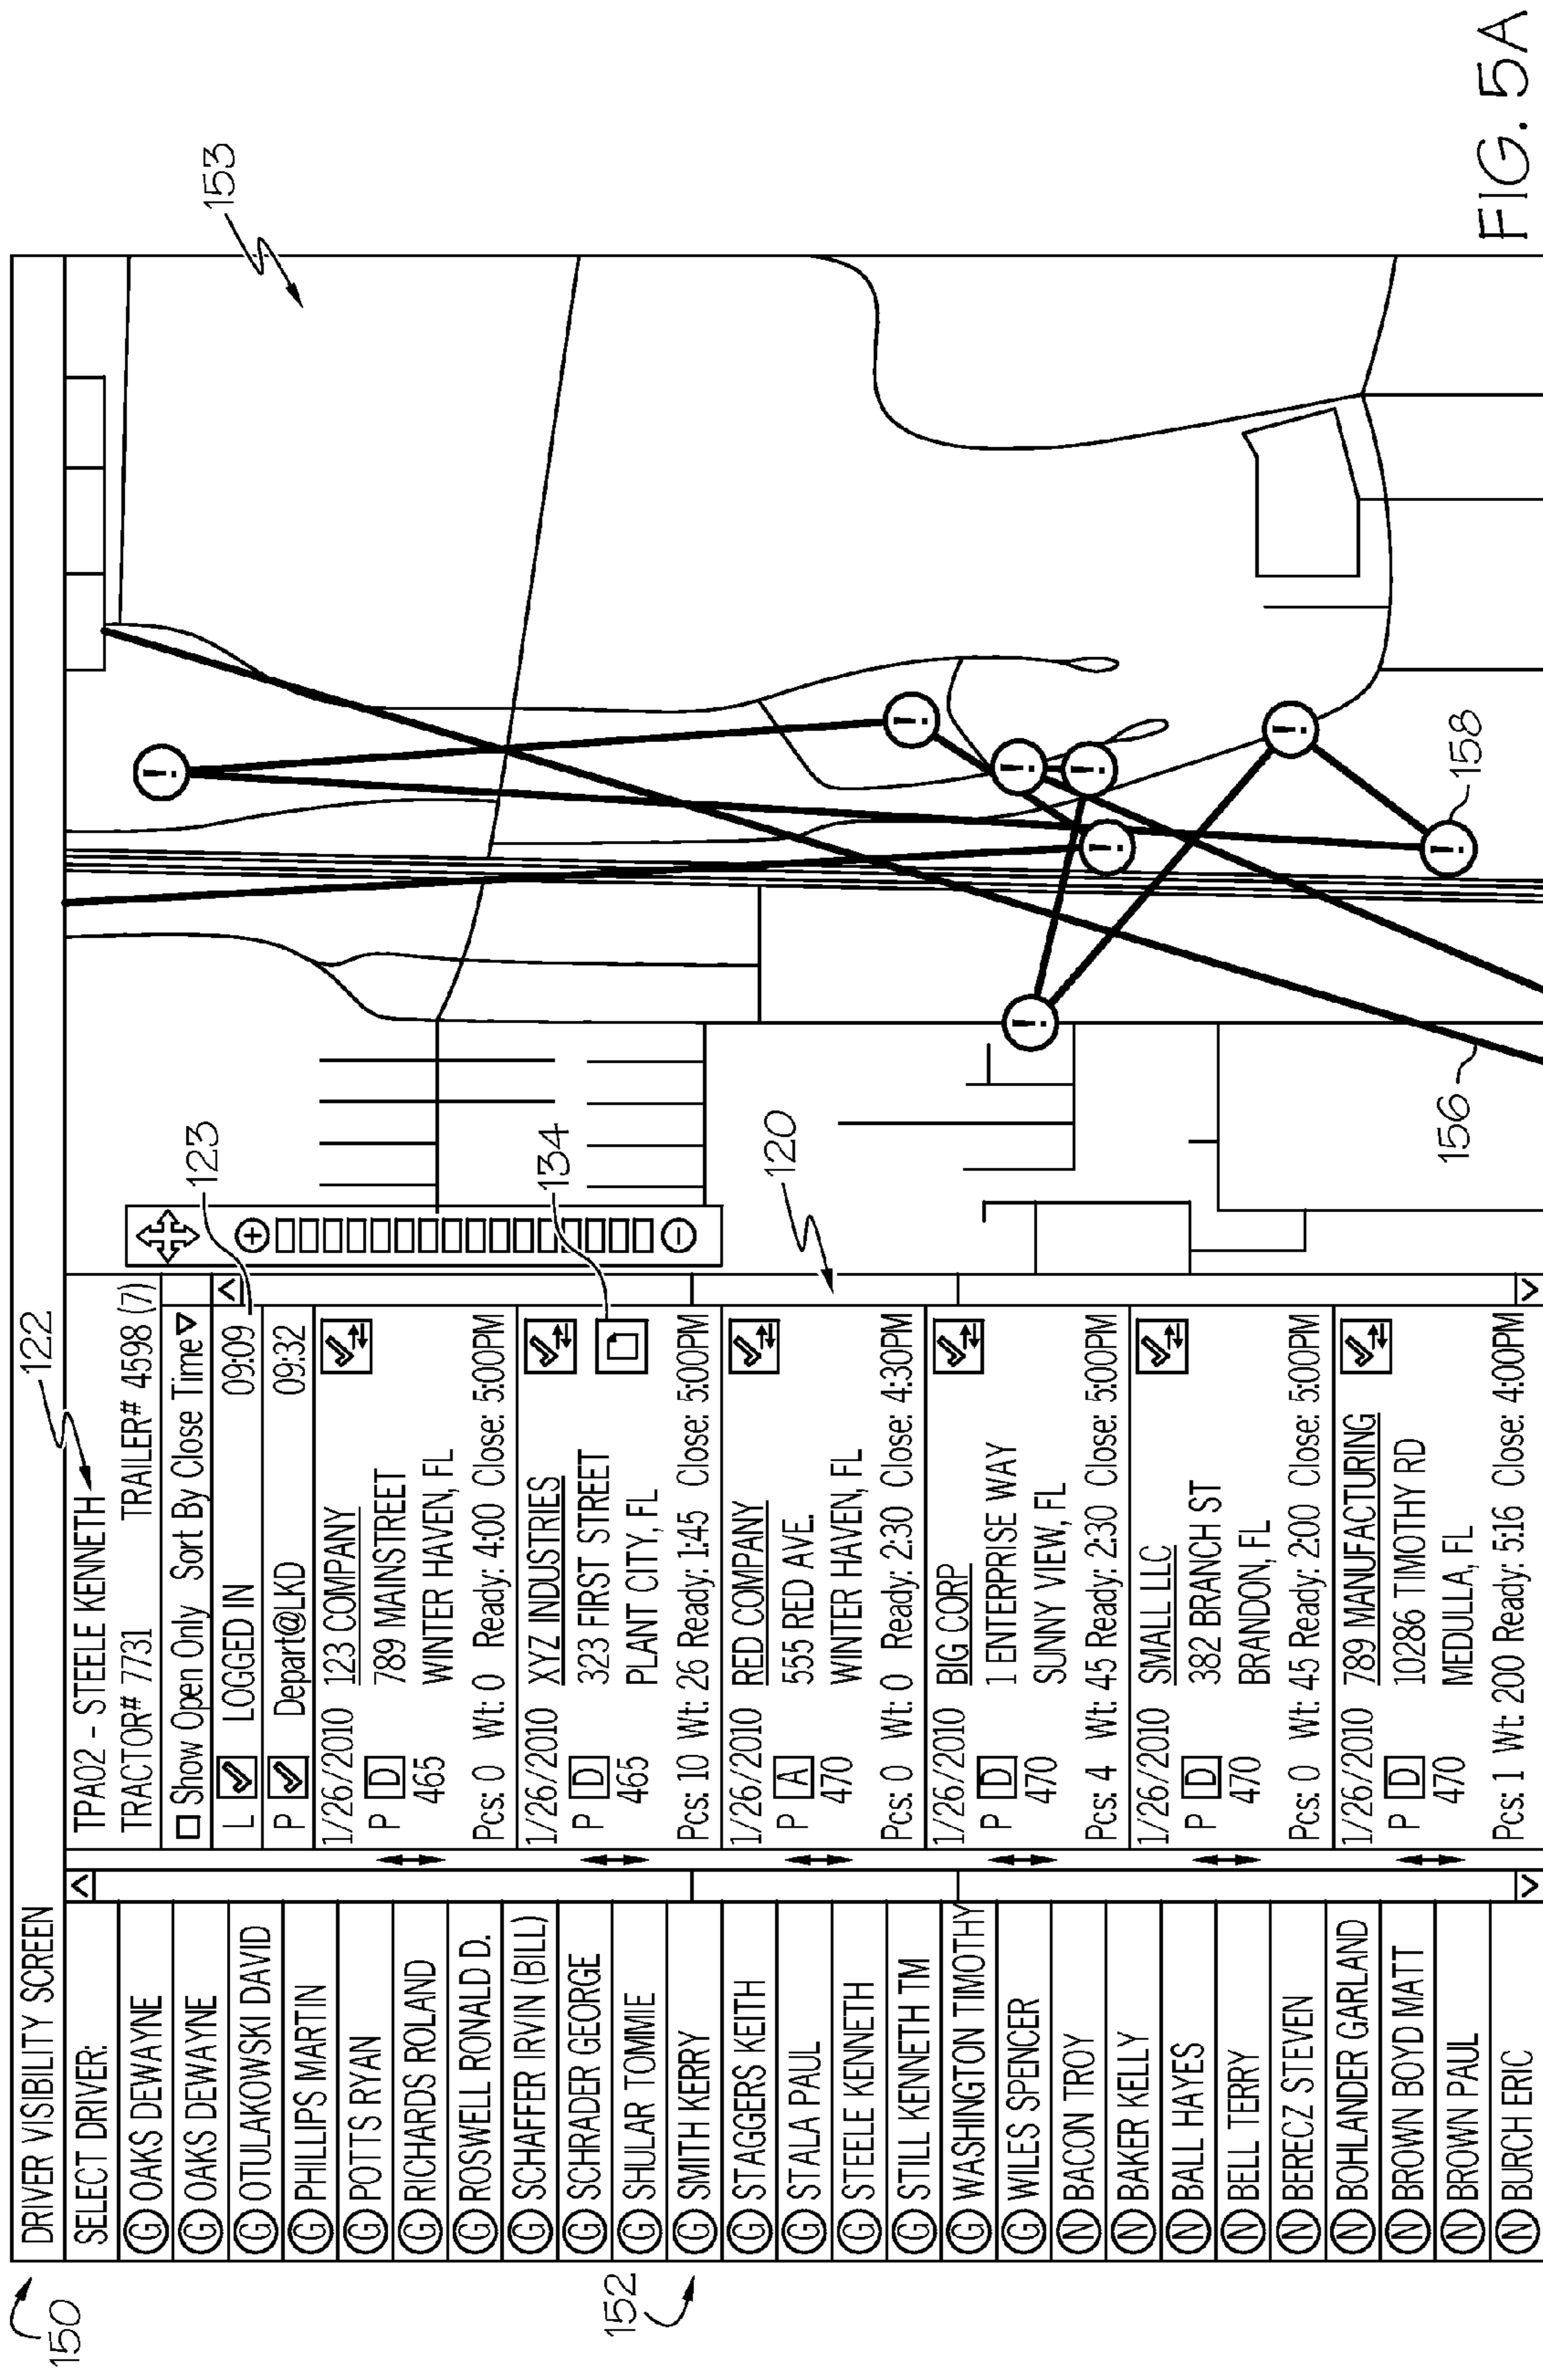 150
DRIVER VISIBILITY SCREEN
SELECT DRIVER:
G OAKS DEWAYNE
G OAKS DEWAYNE
G OTULAKOWSKI DAVID
G PHILLIPS MARTIN
G POTTS RYAN
G RICHARDS ROLAND
G ROSWELL RONALD D.
G SCHAFFER IRVIN (BILL)
G SCHRADER GEORGE
G SHULAR TOMMIE
G SMITH KERRY
G STAGGERS KEITH
G STALA PAUL
G STEELE KENNETH
G STILL KENNETH TM
G WASHINGTON TIMOTHY
G WILES SPENCER
N BACON TROY
N BAKER KELLY
N BALL HAYES
N BELL TERRY
N BERECZ STEVEN
N BOHLANDER GARLAND
N BROWN BOYD MATT
N BROWN PAUL
N BURCH ERIC
152
122
TPA02 - STEELE KENNETH
TRACTOR# 7731 TRAILER# 4598 (7)
Show Open Only Sort By Close Time
L LOGGED IN 09:09
P Depart@LKD 09:32
1/26/2010 123 COMPANY
P D 789 MAINSTREET
465 WINTER HAVEN, FL
Pcs: 0 Wt: 0 Ready: 4:00 Close: 5:00PM
1/26/2010 XYZ INDUSTRIES
P D 323 FIRST STREET
465 PLANT CITY, FL
Pcs: 10 Wt: 26 Ready: 1:45 Close: 5:00PM
1/26/2010 RED COMPANY
P A 555 RED AVE.
470 WINTER HAVEN, FL
Pcs: 0 Wt: 0 Ready: 2:30 Close: 4:30PM
1/26/2010 BIG CORP
P D 1 ENTERPRISE WAY
470 SUNNY VIEW, FL
Pcs: 4 Wt: 45 Ready: 2:30 Close: 5:00PM
1/26/2010 SMALL LLC
P D 382 BRANCH ST
470 BRANDON, FL
Pcs: 0 Wt: 45 Ready: 2:00 Close: 5:00PM
1/26/2010 789 MANUFACTURING
P D 10286 TIMOTHY RD
470 MEDULLA, FL
Pcs: 1 Wt: 200 Ready: 5:16 Close: 4:00PM
123
134
120
153
!
!
!
!
!
!
!
!
156
158
FIG. 5A